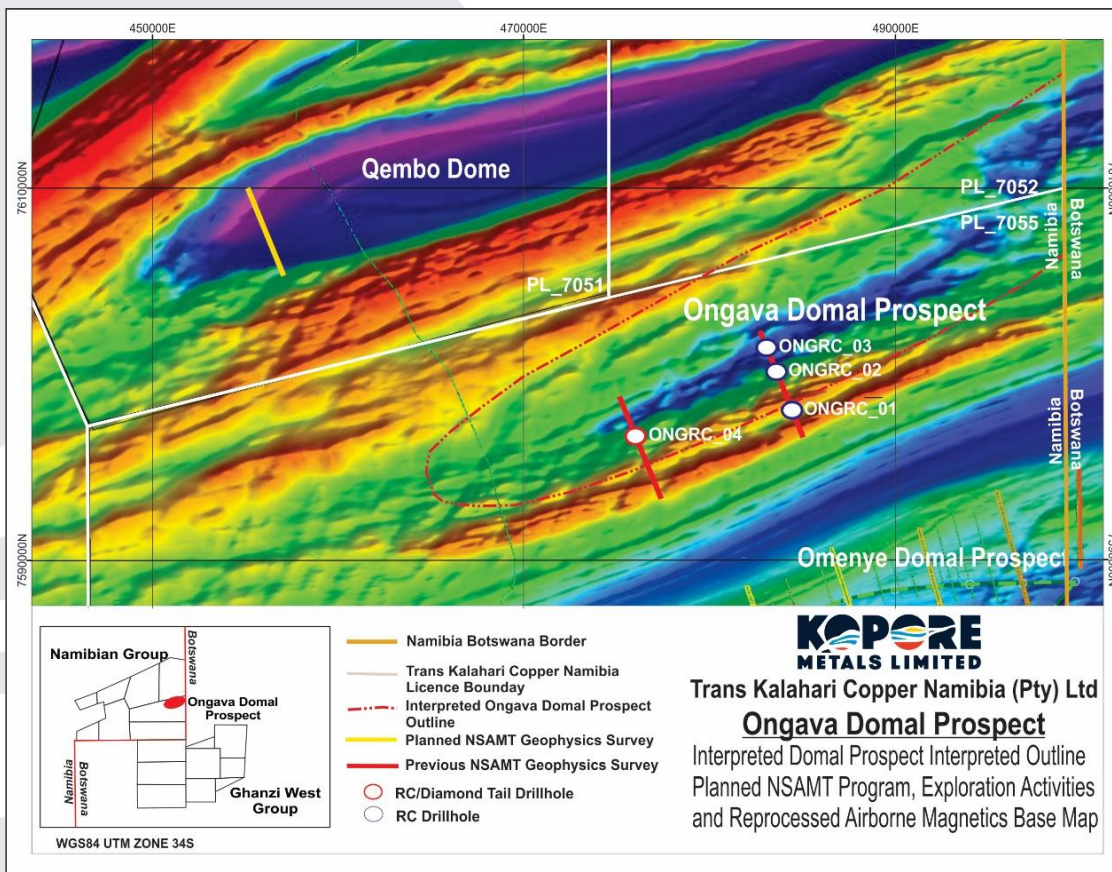 450000E
470000E
490000E
Qembo Dome
7610000N
PL_7052
PL_7055
Namibia
Botswana
PL_7051
Ongava Domal Prospect
ONGRC_03
ONGRC_02
ONGRC_01
ONGRC_04
Namibia
Botswana
7590000N
Omenye Domal Prospect
Namibian Group
Botswana
Ongava Domal
Prospect
Namibia
Botswana
Ghanzi West
Group
WGS84 UTM ZONE 34S
Namibia Botswana Border
Trans Kalahari Copper Namibia
Licence Bounday
Interpreted Ongava Domal Prospect
Outline
Planned NSAMT Geophysics Survey
Previous NSAMT Geophysics Survey
RC/Diamond Tail Drillhole
RC Drillhole
KOPORE
METALS LIMITED
Trans Kalahari Copper Namibia (Pty) Ltd
Ongava Domal Prospect
Interpreted Domal Prospect Interpreted Outline
Planned NSAMT Program, Exploration Activities
and Reprocessed Airborne Magnetics Base Map